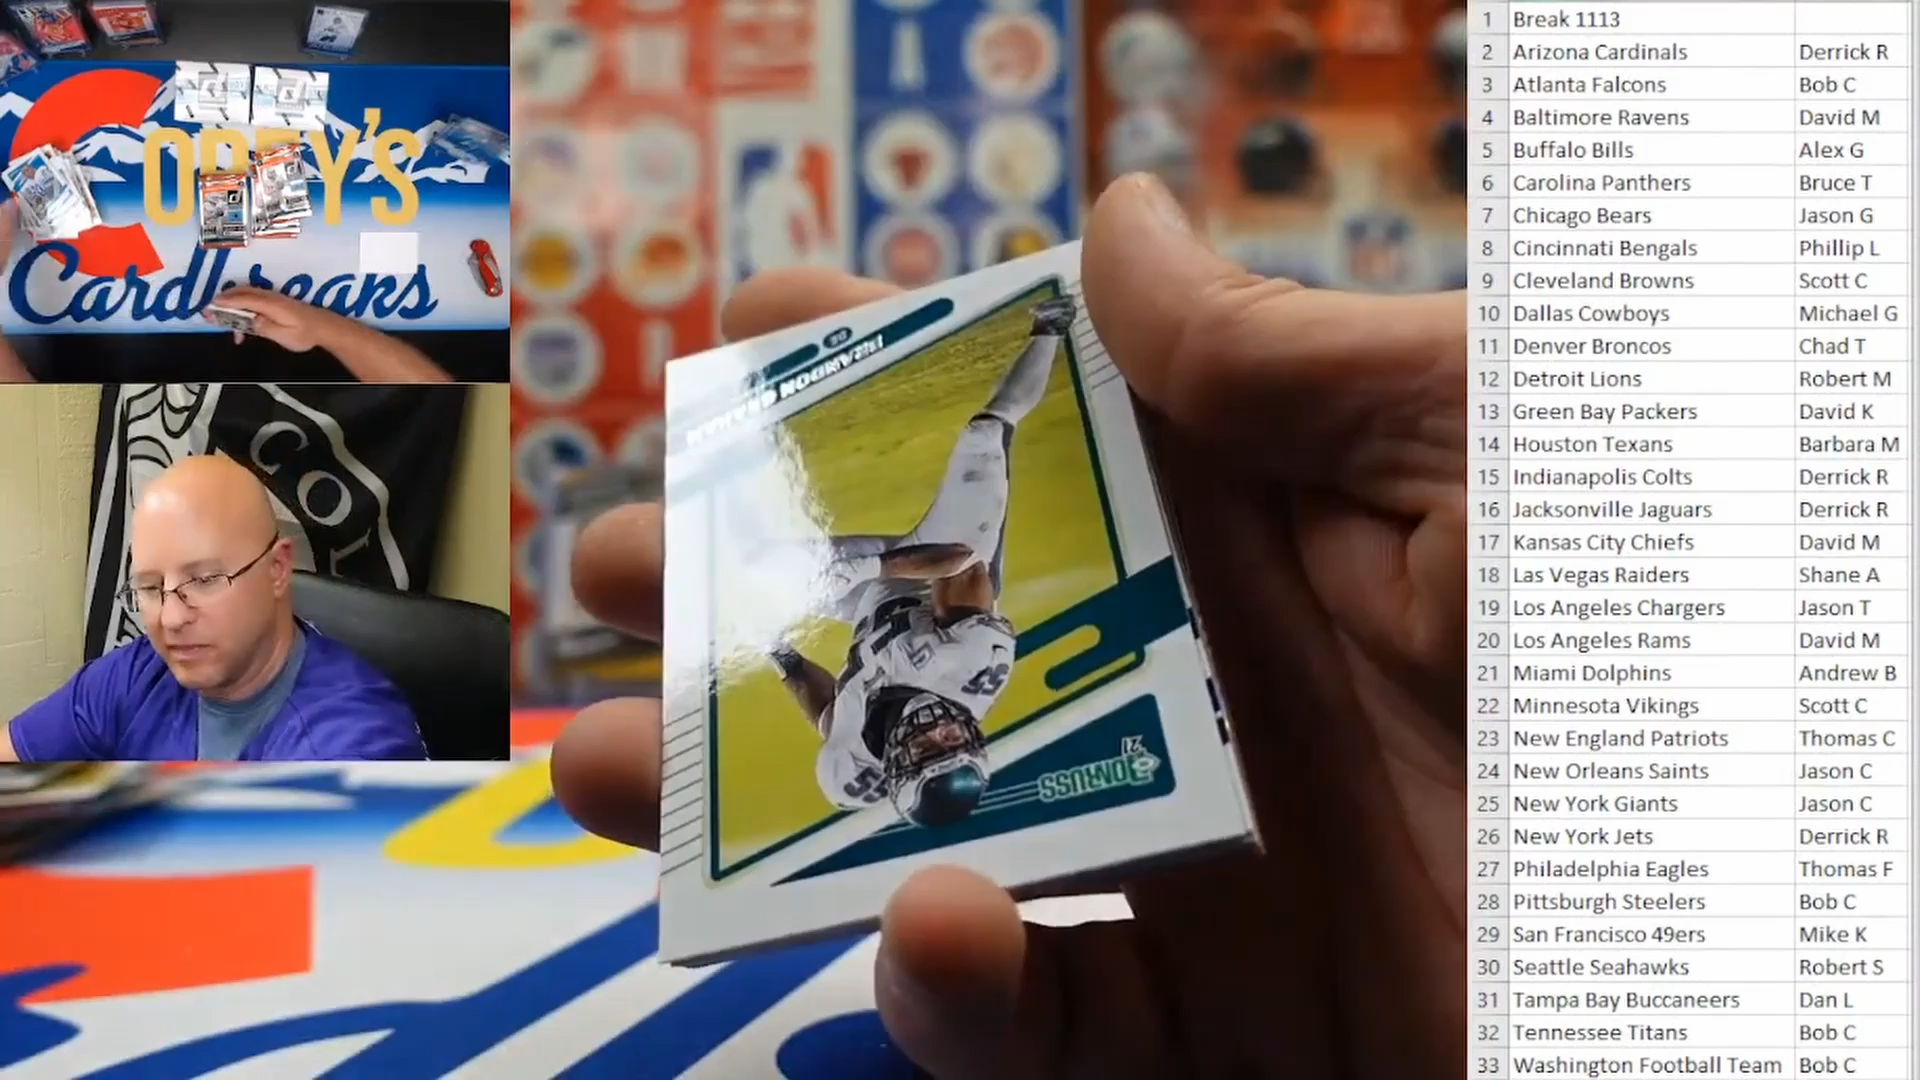 COREY'S
Cardbreaks
COL
BRANDON GRAHAM
DE
55
DONRUSS
21
1 Break 1113
2 Arizona Cardinals Derrick R
3 Atlanta Falcons Bob C
4 Baltimore Ravens David M
5 Buffalo Bills Alex G
6 Carolina Panthers Bruce T
7 Chicago Bears Jason G
8 Cincinnati Bengals Phillip L
9 Cleveland Browns Scott C
10 Dallas Cowboys Michael G
11 Denver Broncos Chad T
12 Detroit Lions Robert M
13 Green Bay Packers David K
14 Houston Texans Barbara M
15 Indianapolis Colts Derrick R
16 Jacksonville Jaguars Derrick R
17 Kansas City Chiefs David M
18 Las Vegas Raiders Shane A
19 Los Angeles Chargers Jason T
20 Los Angeles Rams David M
21 Miami Dolphins Andrew B
22 Minnesota Vikings Scott C
23 New England Patriots Thomas C
24 New Orleans Saints Jason C
25 New York Giants Jason C
26 New York Jets Derrick R
27 Philadelphia Eagles Thomas F
28 Pittsburgh Steelers Bob C
29 San Francisco 49ers Mike K
30 Seattle Seahawks Robert S
31 Tampa Bay Buccaneers Dan L
32 Tennessee Titans Bob C
33 Washington Football Team Bob C